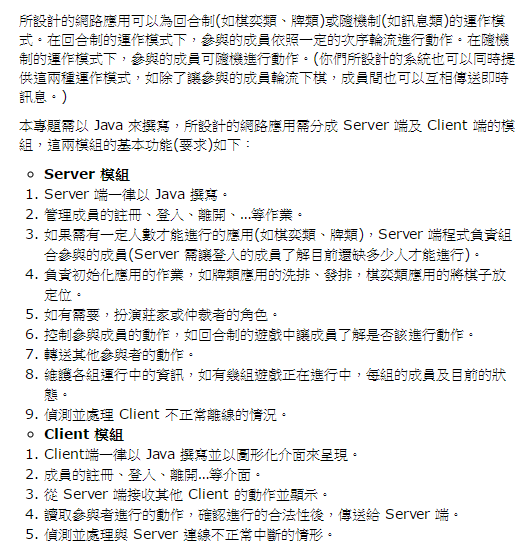 所設計的網路應用可以為回合制(如棋奕類、牌類)或隨機制(如訊息類)的運作模
式。在回合制的運作模式下，參與的成員依照一定的次序輪流進行動作。在隨機
制的運作模式下，參與的成員可隨機進行動作。(你們所設計的系統也可以同時提
供這兩種運作模式，如除了讓參與的成員輪流下棋，成員間也可以互相傳送即時
訊息。)
本專題需以 Java 來撰寫，所設計的網路應用需分成 Server 端及 Client 端的模
組，這兩模組的基本功能(要求)如下：
○ Server 模組
1. Server 端一律以 Java 撰寫。
2. 管理成員的註冊、登入、離開、...等作業。
3. 如果需有一定人數才能進行的應用(如棋奕類、牌類)，Server 端程式負責組
合參與的成員(Server 需讓登入的成員了解目前還缺多少人才能進行)。
4. 負責初始化應用的作業，如牌類應用的洗排、發排，棋奕類應用的將棋子放
定位。
5. 如有需要，扮演莊家或仲裁者的角色。
6. 控制參與成員的動作，如回合制的遊戲中讓成員了解是否該進行動作。
7. 轉送其他參與者的動作。
8. 維護各組運行中的資訊，如有幾組遊戲正在進行中，每組的成員及目前的狀
態。
9. 偵測並處理 Client 不正常離線的情況。
○ Client 模組
1. Client端一律以 Java 撰寫並以圖形化介面來呈現。
2. 成員的註冊、登入、離開...等介面。
3. 從 Server 端接收其他 Client 的動作並顯示。
4. 讀取參與者進行的動作，確認進行的合法性後，傳送給 Server 端。
5. 偵測並處理與 Server 連線不正常中斷的情形。